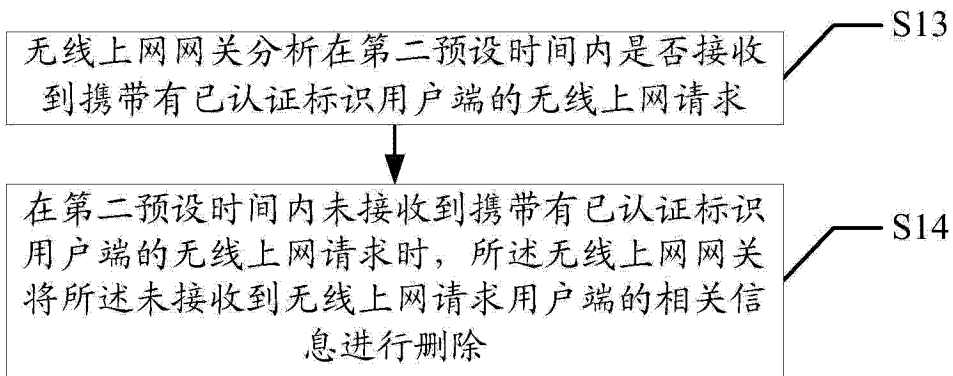 无线上网网关分析在第二预设时间内是否接收
到携带有已认证标识用户端的无线上网请求
S13
在第二预设时间内未接收到携带有已认证标识
用户端的无线上网请求时，所述无线上网网关
将所述未接收到无线上网请求用户端的相关信
息进行删除
S14